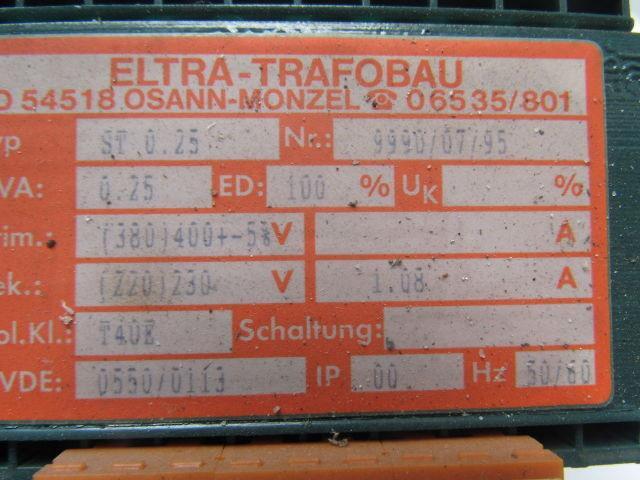 ELTRA-TRAFOBAU
D 54518 OSANN-MONZEL ☎ 06535/801
yp ST 0.25 Nr.: 9990/07/95
VA: 0.25 ED: 100 % UK %
rim.: (380)400+-5% V A
ek.: (220)230 V 1.08 A
ol.Kl.: T40E Schaltung:
VDE: 0550/0113 IP 00 Hz 50/60